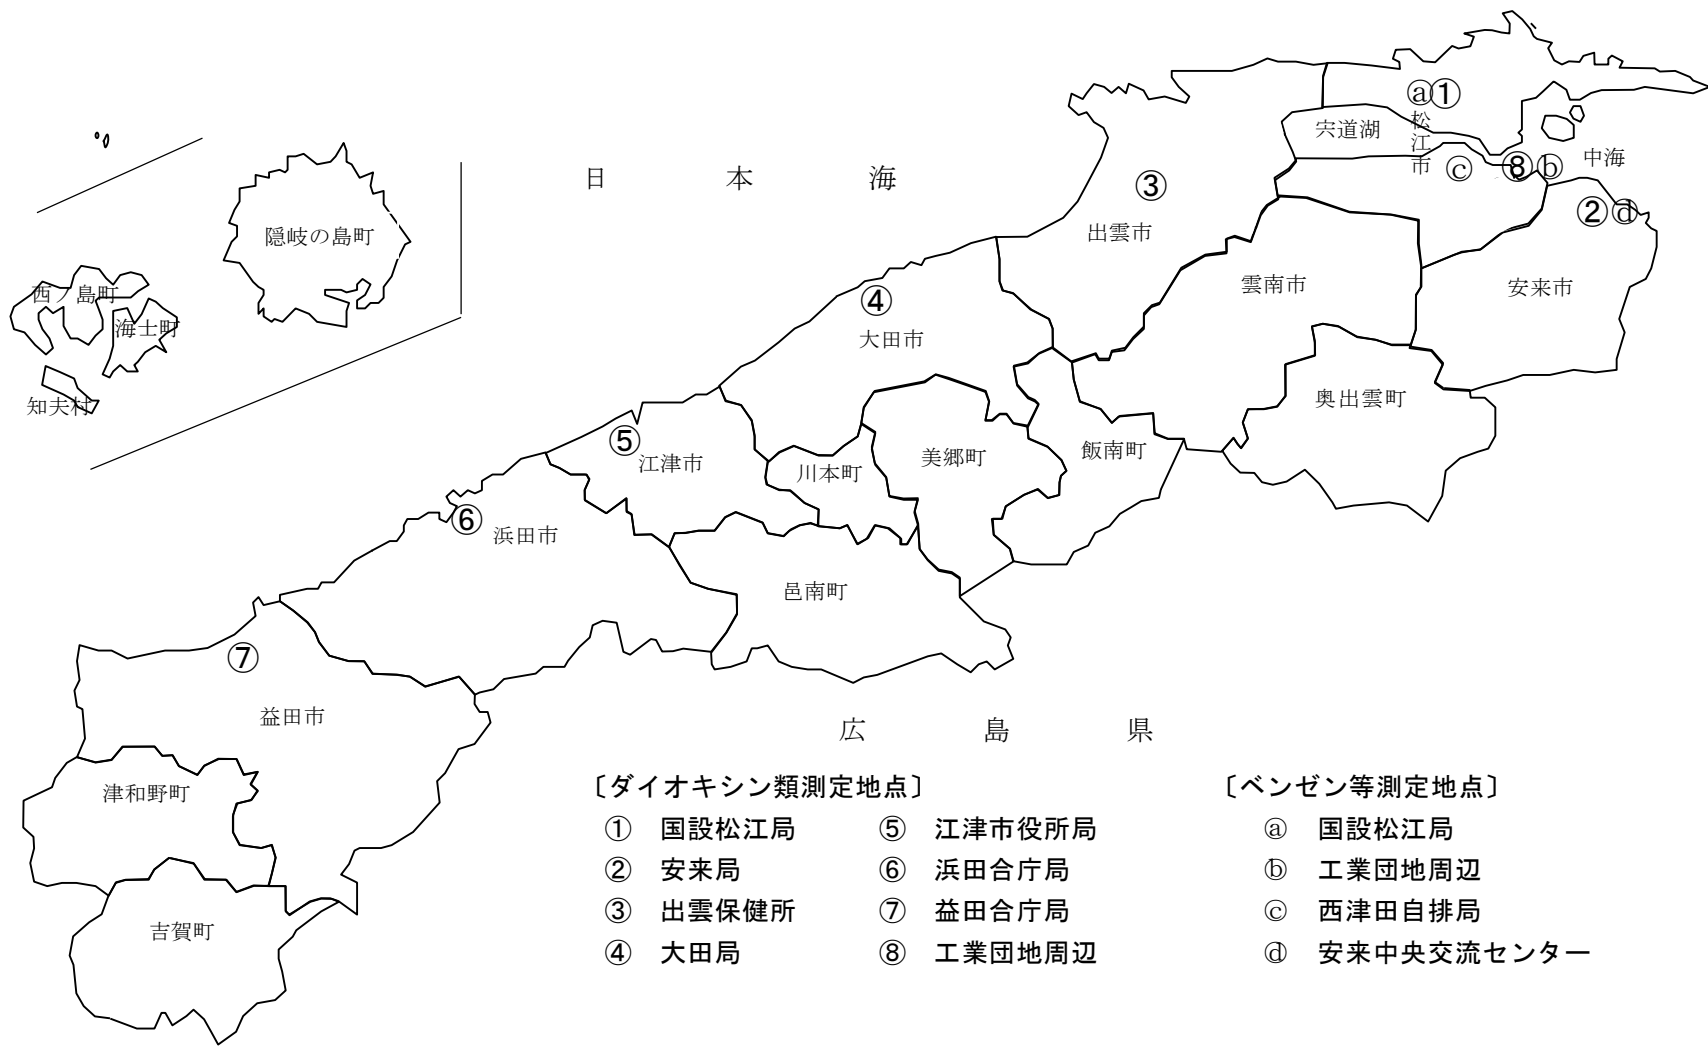 ⓐ①
宍道湖
松江市
ⓒ
⑧ⓑ
中海
②ⓓ
日本海
③
出雲市
隠岐の島町
西ノ島町
海士町
知夫村
④
大田市
雲南市
安来市
奥出雲町
⑤
江津市
川本町
美郷町
飯南町
⑥
浜田市
邑南町
⑦
益田市
津和野町
吉賀町
広島県
〔ダイオキシン類測定地点〕
① 国設松江局 ⑤ 江津市役所局
② 安来局 ⑥ 浜田合庁局
③ 出雲保健所 ⑦ 益田合庁局
④ 大田局 ⑧ 工業団地周辺
〔ベンゼン等測定地点〕
ⓐ 国設松江局
ⓑ 工業団地周辺
ⓒ 西津田自排局
ⓓ 安来中央交流センター